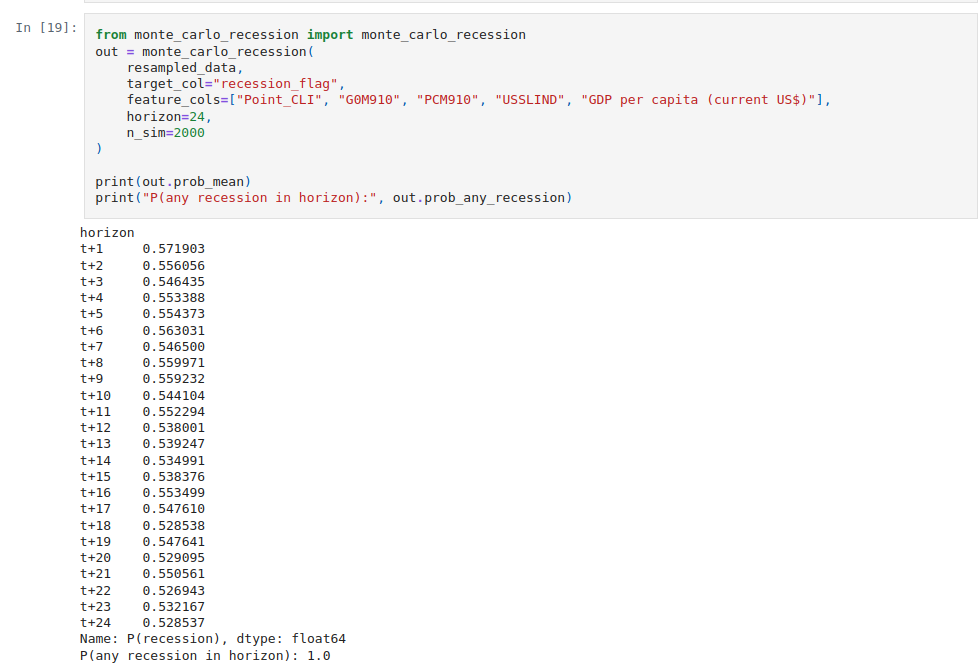 In [19]:
from monte_carlo_recession import monte_carlo_recession
out = monte_carlo_recession(
    resampled_data,
    target_col="recession_flag",
    feature_cols=["Point_CLI", "G0M910", "PCM910", "USSLIND", "GDP per capita (current US$)"],
    horizon=24,
    n_sim=2000
)
print(out.prob_mean)
print("P(any recession in horizon):", out.prob_any_recession)
horizon
t+1     0.571903
t+2     0.556056
t+3     0.546435
t+4     0.553388
t+5     0.554373
t+6     0.563031
t+7     0.546500
t+8     0.559971
t+9     0.559232
t+10    0.544104
t+11    0.552294
t+12    0.538001
t+13    0.539247
t+14    0.534991
t+15    0.538376
t+16    0.553499
t+17    0.547610
t+18    0.528538
t+19    0.547641
t+20    0.529095
t+21    0.550561
t+22    0.526943
t+23    0.532167
t+24    0.528537
Name: P(recession), dtype: float64
P(any recession in horizon): 1.0